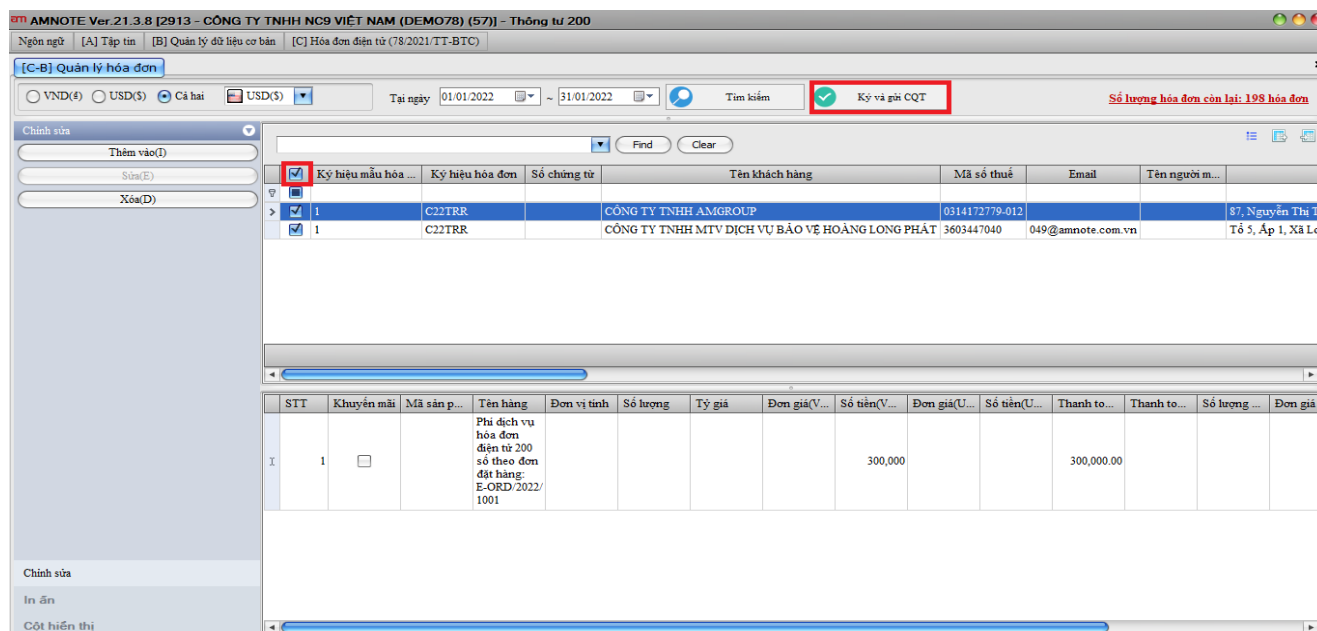 AMNOTE Ver.21.3.8 [2913 - CÔNG TY TNHH NC9 VIỆT NAM (DEMO78) (57)] - Thông tư 200
Ngôn ngữ [A] Tập tin [B] Quản lý dữ liệu cơ bản [C] Hóa đơn điện tử (78/2021/TT-BTC)
[C-B] Quản lý hóa đơn
VND(₫) USD($) Cả hai USD($) Tại ngày 01/01/2022 ~ 31/01/2022 Tìm kiếm Ký và gửi CQT Số lượng hóa đơn còn lại: 198 hóa đơn
Chỉnh sửa
Thêm vào(I)
Sửa(E)
Xóa(D)
Find Clear
Ký hiệu mẫu hóa ... Ký hiệu hóa đơn Số chứng từ Tên khách hàng Mã số thuế Email Tên người m...
1 C22TRR CÔNG TY TNHH AMGROUP 0314172779-012 87, Nguyễn Thị T
1 C22TRR CÔNG TY TNHH MTV DỊCH VỤ BẢO VỆ HOÀNG LONG PHÁT 3603447040 049@amnote.com.vn Tổ 5, Ấp 1, Xã Lo
STT Khuyến mãi Mã sản p... Tên hàng Đơn vị tính Số lượng Tỷ giá Đơn giá(V... Số tiền(V... Đơn giá(U... Số tiền(U... Thanh to... Thanh to... Số lượng ... Đơn giá
1 Phí dịch vụ
hóa đơn
điện tử 200
số theo đơn
đặt hàng:
E-ORD/2022/
1001
300,000 300,000.00
Chỉnh sửa
In ấn
Cột hiển thị